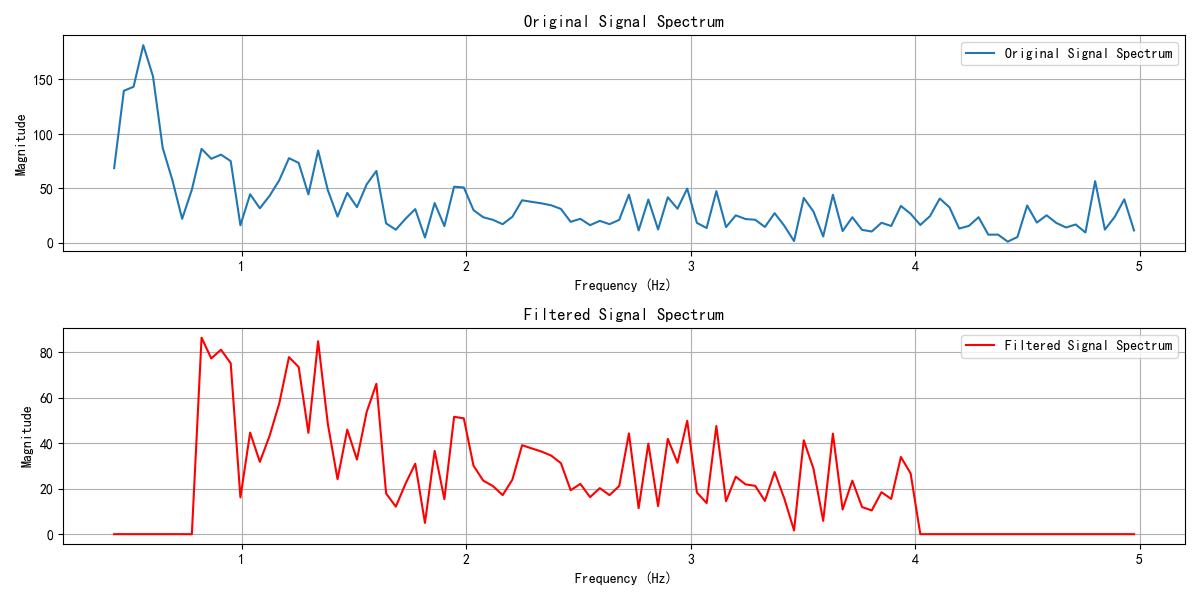 Original Signal Spectrum
Original Signal Spectrum
150
100
50
0
Magnitude
1 2 3 4 5
Frequency (Hz)
Filtered Signal Spectrum
Filtered Signal Spectrum
80
60
40
20
0
Magnitude
1 2 3 4 5
Frequency (Hz)